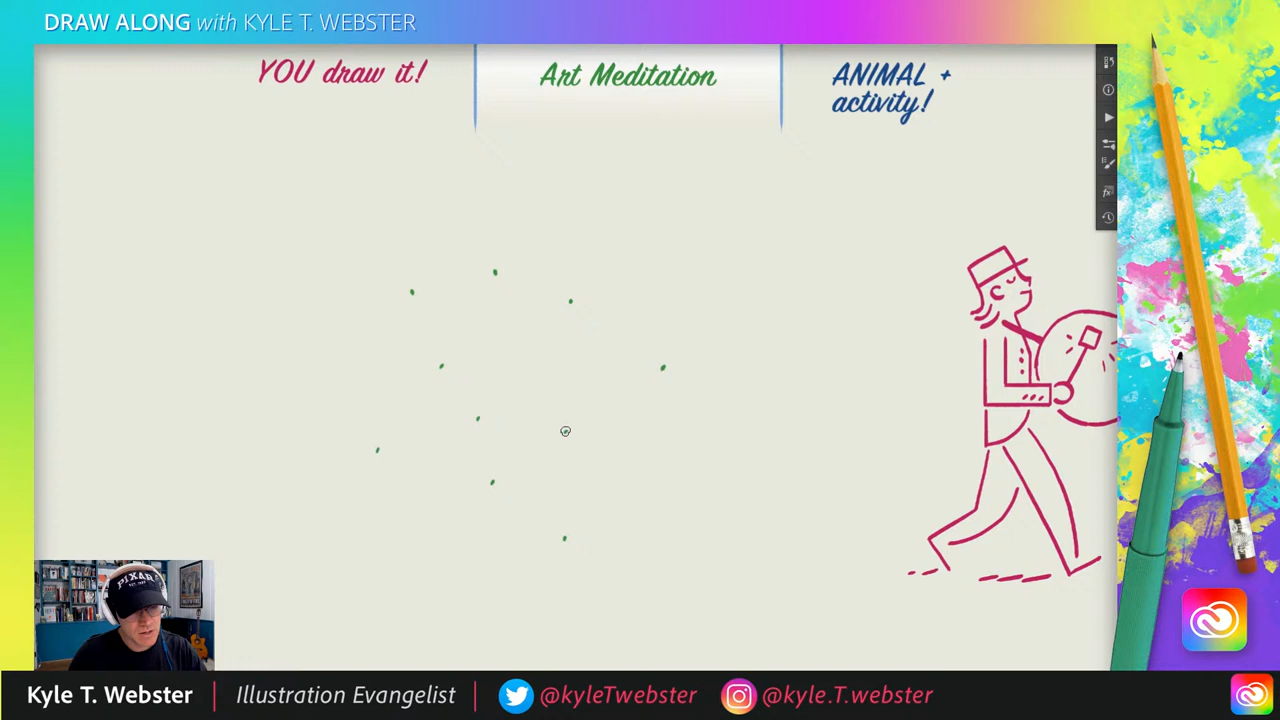 DRAW ALONG with KYLE T. WEBSTER
YOU draw it!
Art Meditation
ANIMAL +
activity!
PIXAR
Kyle T. Webster | Illustration Evangelist | @kyleTwebster @kyle.T.webster